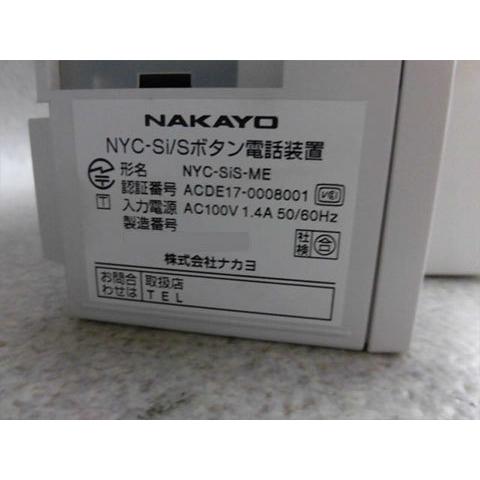 NAKAYO
NYC-Si/Sボタン電話装置
形名 NYC-SiS-ME
認証番号 ACDE17-0008001
T 入力電源 AC100V 1.4A 50/60Hz
製造番号
社検 合
株式会社ナカヨ
お問合わせは 取扱店
TEL